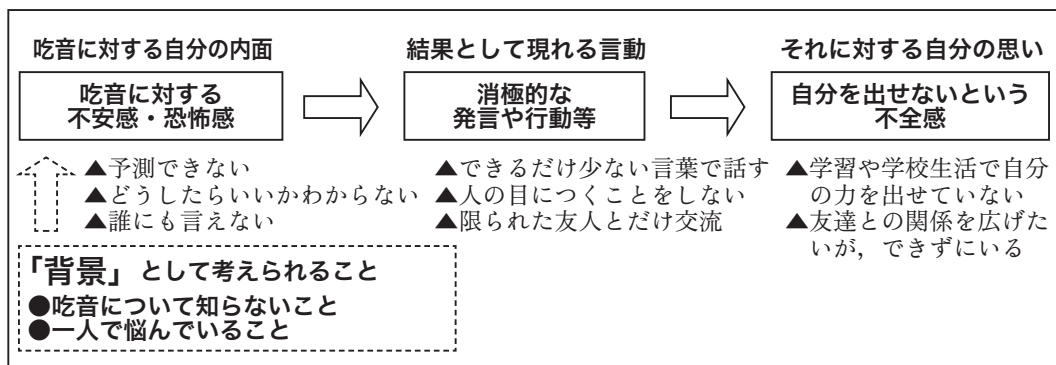 吃音に対する自分の内面
吃音に対する
不安感・恐怖感
▲予測できない
▲どうしたらいいかわからない
▲誰にも言えない
「背景」として考えられること
●吃音について知らないこと
●一人で悩んでいること
結果として現れる言動
消極的な
発言や行動等
▲できるだけ少ない言葉で話す
▲人の目につくことをしない
▲限られた友人とだけ交流
それに対する自分の思い
自分を出せないという
不全感
▲学習や学校生活で自分
の力を出せていない
▲友達との関係を広げた
いが，できずにいる